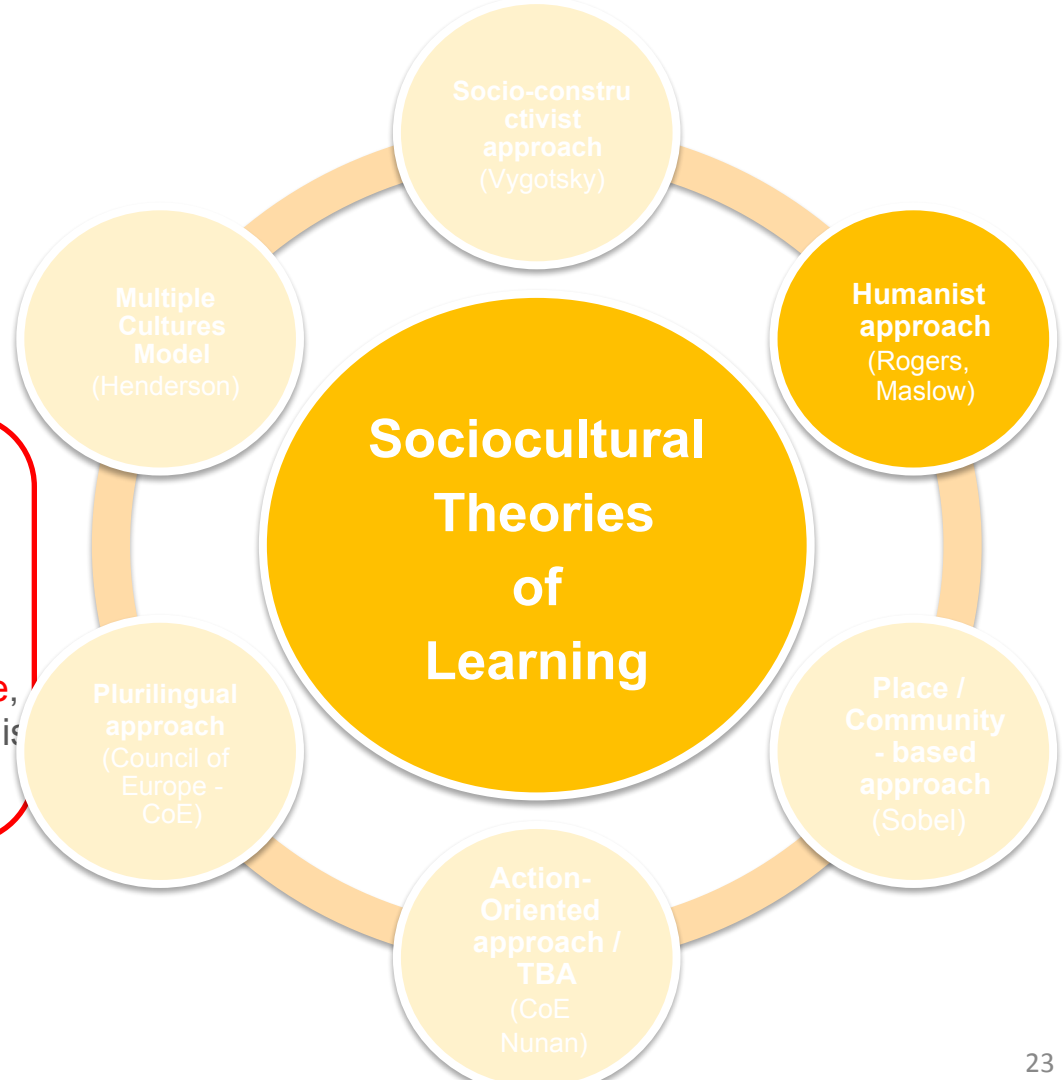 Socio-constru
ctivist
approach
(Vygotsky)
Humanist
approach
(Rogers,
Maslow)
Multiple
Cultures
Model
(Henderson)
Sociocultural
Theories
of
Learning
e,
is
Plurilingual
approach
(Council of
Europe -
CoE)
Place /
Community
- based
approach
(Sobel)
Action-
Oriented
approach /
TBA
(CoE
Nunan)
23